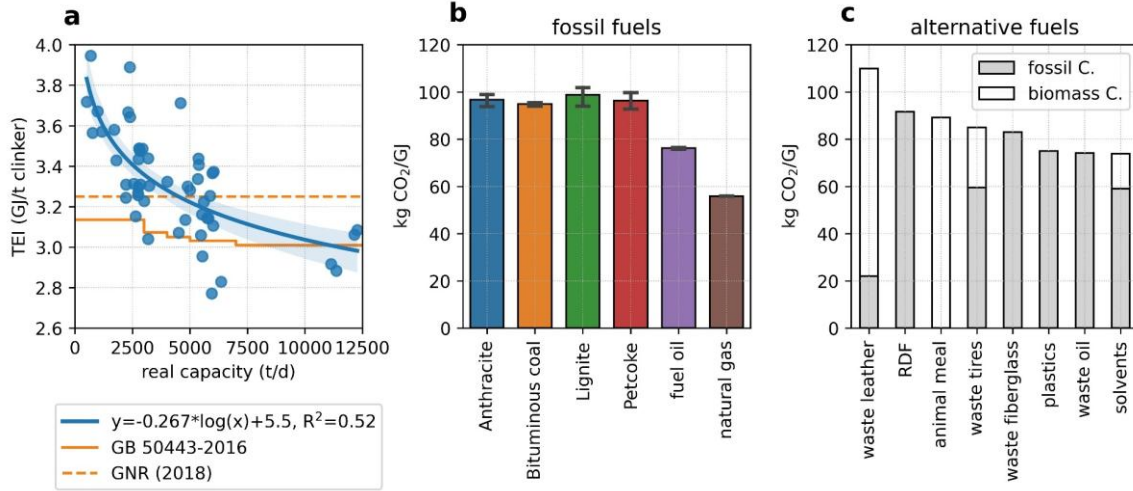 a
4.0
3.8
3.6
3.4
3.2
3.0
2.8
2.6
TEI (GJ/t clinker)
0 2500 5000 7500 10000 12500
real capacity (t/d)
y=-0.267*log(x)+5.5, R²=0.52
GB 50443-2016
GNR (2018)
b
fossil fuels
120
100
80
60
40
20
0
kg CO₂/GJ
Anthracite
Bituminous coal
Lignite
Petcoke
fuel oil
natural gas
c
alternative fuels
fossil C.
biomass C.
120
100
80
60
40
20
0
kg CO₂/GJ
waste leather
RDF
animal meal
waste tires
waste fiberglass
plastics
waste oil
solvents